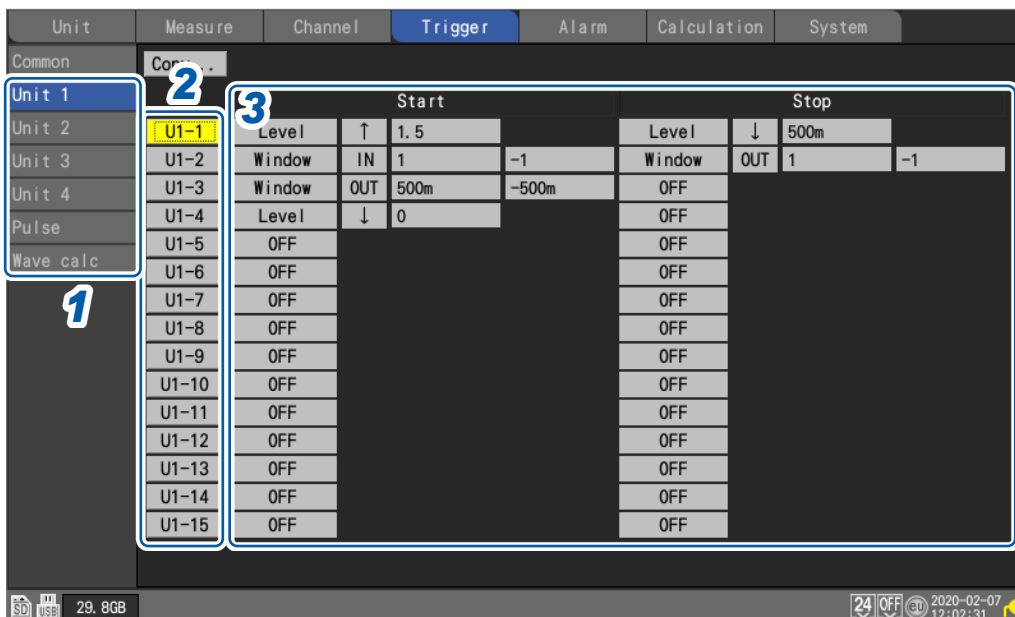 Unit Measure Channel Trigger Alarm Calculation System
Common
Unit 1
Unit 2
Unit 3
Unit 4
Pulse
Wave calc
1
2
3
Start Stop
U1-1 Level ↑ 1.5 Level ↓ 500m
U1-2 Window IN 1 -1 Window OUT 1 -1
U1-3 Window OUT 500m -500m OFF
U1-4 Level ↓ 0 OFF
U1-5 OFF OFF
U1-6 OFF OFF
U1-7 OFF OFF
U1-8 OFF OFF
U1-9 OFF OFF
U1-10 OFF OFF
U1-11 OFF OFF
U1-12 OFF OFF
U1-13 OFF OFF
U1-14 OFF OFF
U1-15 OFF OFF
SD USB 29.8GB 24 OFF eu 2020-02-07
12:02:31